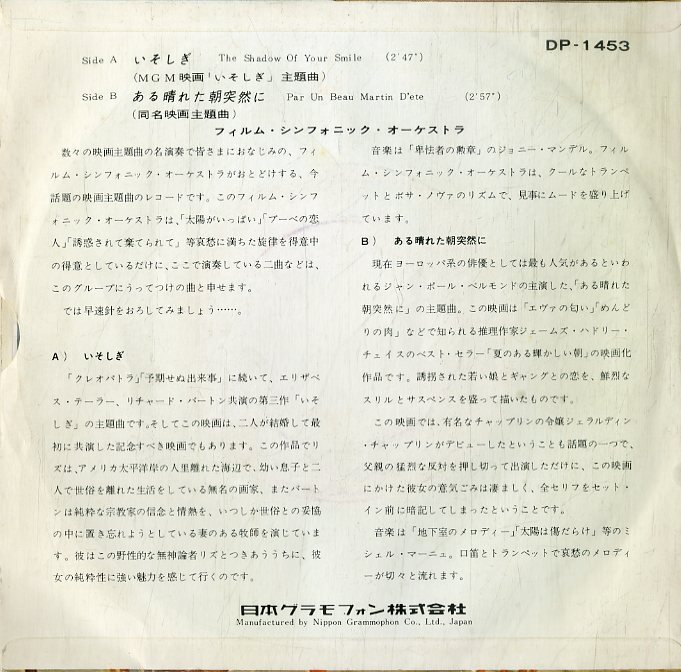 DP-1453
Side A いそしぎ The Shadow Of Your Smile (2'47")
(MGM映画「いそしぎ」主題曲)
Side B ある晴れた朝突然に Par Un Beau Martin D'ete (2'57")
(同名映画主題曲)
フィルム・シンフォニック・オーケストラ
数々の映画主題曲の名演奏で皆さまにおなじみの、フィ
ルム・シンフォニック・オーケストラがおとどけする、今
話題の映画主題曲のレコードです。このフィルム・シンフ
ォニック・オーケストラは、「太陽がいっぱい」「ブーべの恋
人」「誘惑されて棄てられて」等哀愁に満ちた旋律を得意中
の得意としているだけに、ここで演奏している二曲などは、
このグループにうってつけの曲と申せます。
では早速針をおろしてみましょう……。
A) いそしぎ
「クレオパトラ」「予期せぬ出来事」に続いて、エリザベ
ス・テーラー、リチャード・バートン共演の第三作「いそ
しぎ」の主題曲です。そしてこの映画は、二人が結婚して最
初に共演した記念すべき映画でもあります。この作品でリ
ズは、アメリカ太平洋岸の人里離れた海辺で、幼い息子と二
人で世俗を離れた生活をしている無名の画家、またバート
ンは純粋な宗教家の信念と情熱を、いつしか世俗との妥協
の中に置き忘れようとしている妻のある牧師を演じていま
す。彼はこの野性的な無神論者リズとつきあううちに、彼
女の純粋性に強い魅力を感じて行くのです。
音楽は「卑怯者の勲章」のジョニー・マンデル。フィル
ム・シンフォニック・オーケストラは、クールなトランペ
ットとボサ・ノヴァのリズムで、見事にムードを盛り上げ
ています。
B) ある晴れた朝突然に
現在ヨーロッパ系の俳優としては最も人気があるといわ
れるジャン・ポール・ベルモンドの主演した、「ある晴れた
朝突然に」の主題曲。この映画は「エヴァの匂い」「めんど
りの肉」などで知られる推理作家ジェームズ・ハドリー・
チェイスのベスト・セラー「夏のある輝かしい朝」の映画化
作品です。誘拐された若い娘とギャングとの恋を、鮮烈な
スリルとサスペンスを盛って描いたものです。
この映画では、有名なチャップリンの令嬢ジェラルディン
・チャップリンがデビューしたということも話題の一つで、
父親の猛烈な反対を押し切って出演しただけに、この映画
にかけた彼女の意気ごみは凄ましく、全セリフをセット・
イン前に暗記してしまったということです。
音楽は「地下室のメロディー」「太陽は傷だらけ」等のミ
シェル・マーニュ。口笛とトランペットで哀愁のメロディ
ーが切々と流れます。
日本グラモフォン株式会社
Manufactured by Nippon Grammophon Co., Ltd., Japan